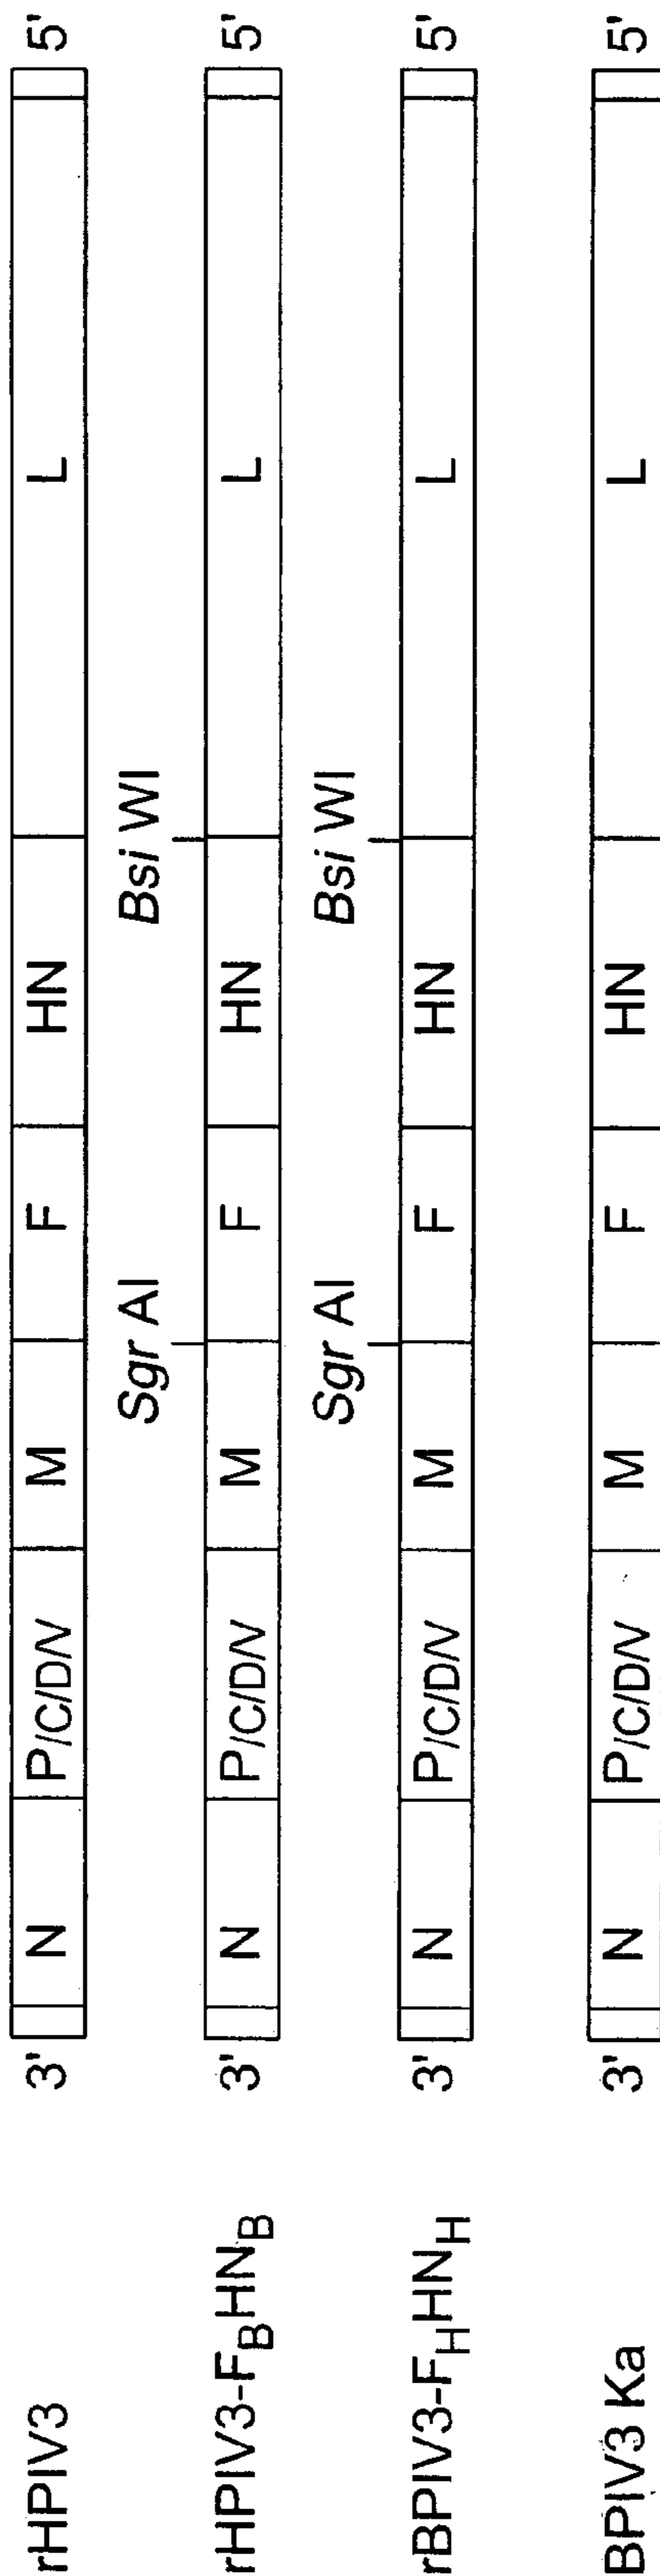 rHPIV3 3' N P/C/D/V M F HN L 5'
Sgr AI Bsi WI
rHPIV3-FBHNB 3' N P/C/D/V M F HN L 5'
Sgr AI Bsi WI
rBPIV3-FHHNH 3' N P/C/D/V M F HN L 5'
BPIV3 Ka 3' N P/C/D/V M F HN L 5'